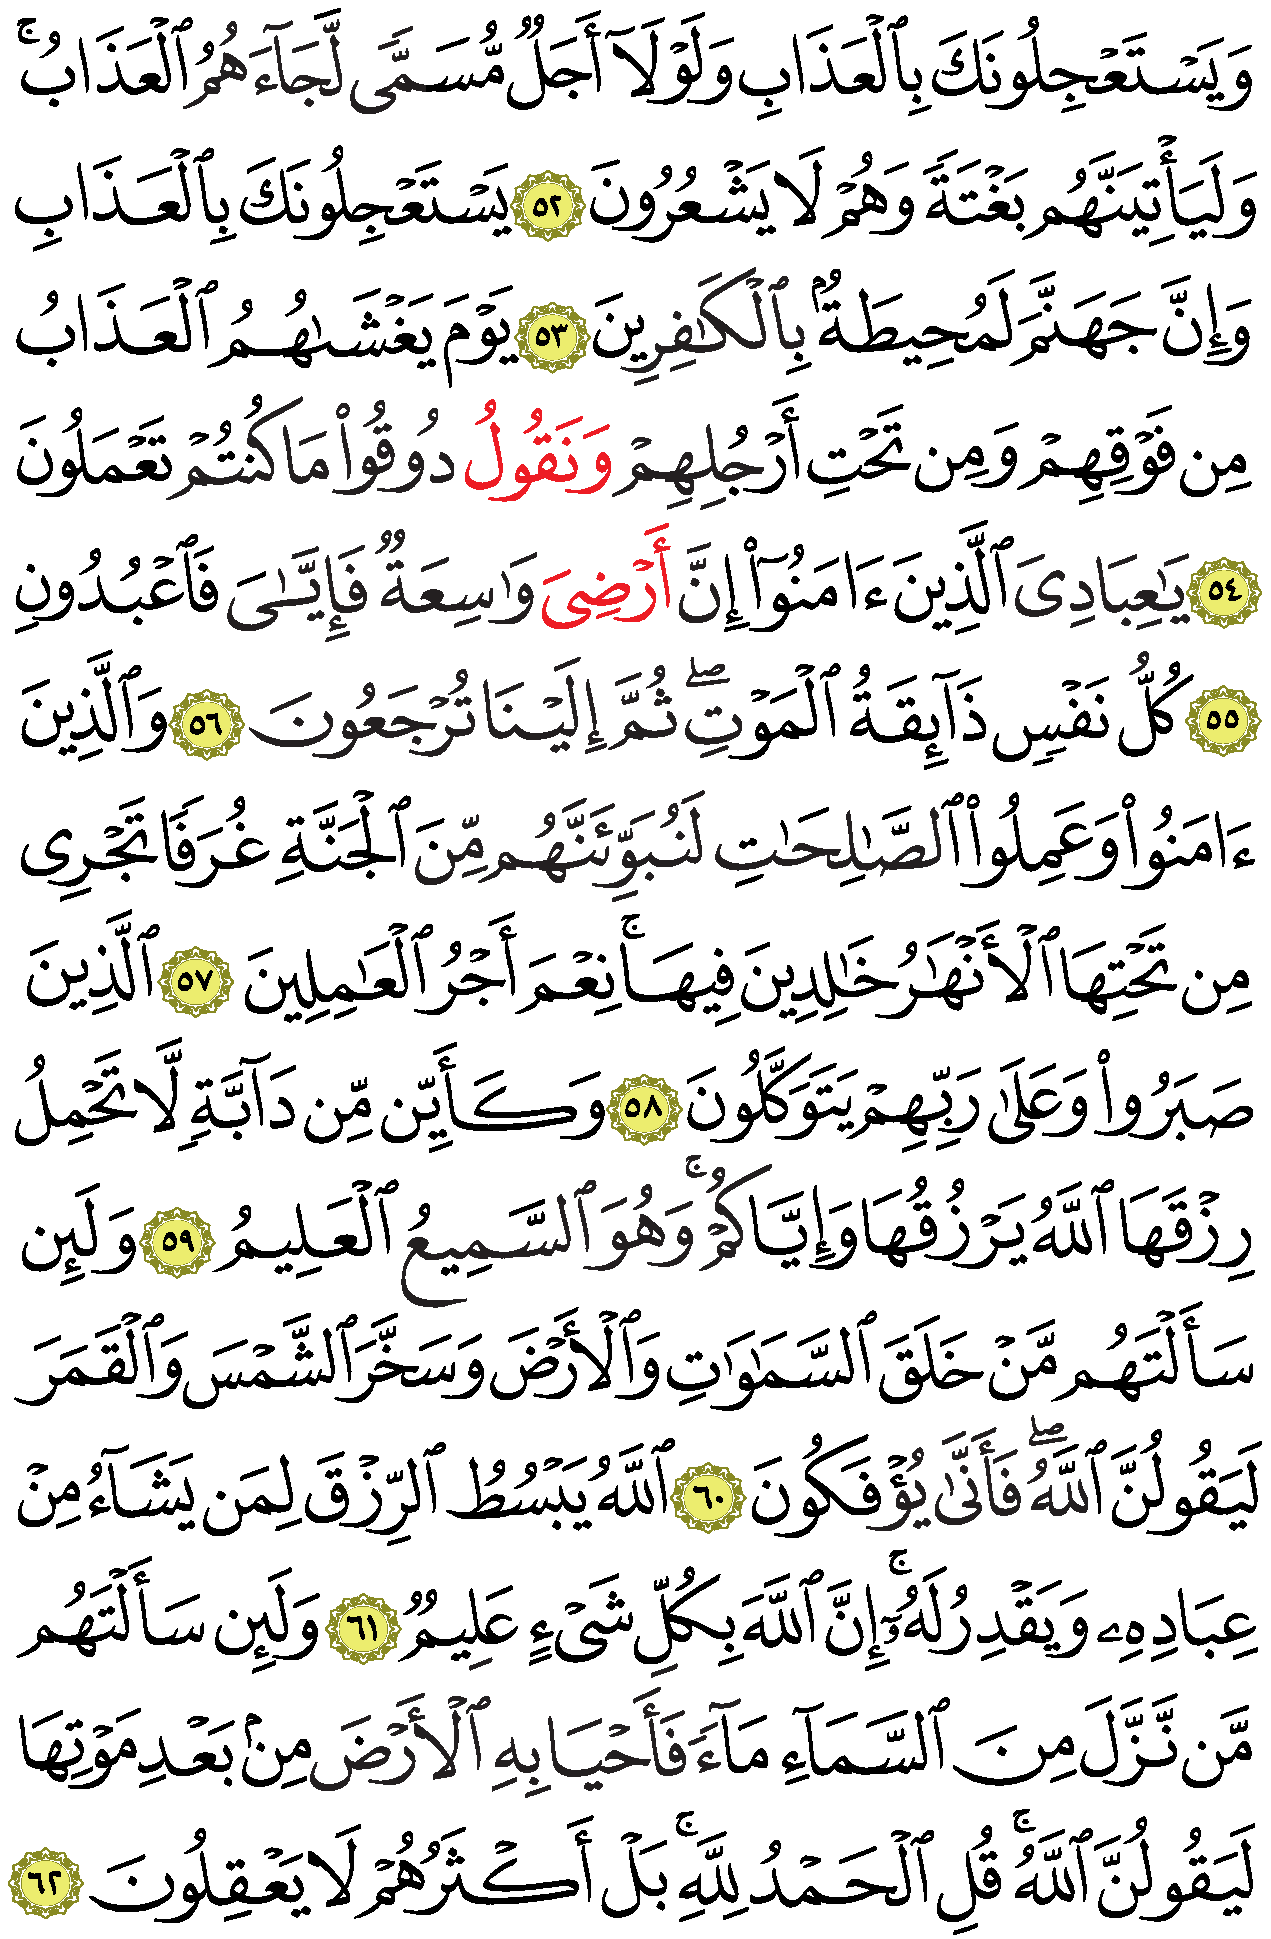 وَيَسْتَعْجِلُونَكَ بِٱلْعَذَابِ وَلَوْلَآ أَجَلٌ مُّسَمًّى لَّجَآءَهُمُ ٱلْعَذَابُ ۚ
وَلَيَأْتِيَنَّهُم بَغْتَةً وَهُمْ لَا يَشْعُرُونَ ٥٢ يَسْتَعْجِلُونَكَ بِٱلْعَذَابِ
وَإِنَّ جَهَنَّمَ لَمُحِيطَةٌۢ بِٱلْكَـٰفِرِينَ ٥٣ يَوْمَ يَغْشَىٰهُمُ ٱلْعَذَابُ
مِن فَوْقِهِمْ وَمِن تَحْتِ أَرْجُلِهِمْ وَنَقُولُ ذُوقُوا۟ مَا كُنتُمْ تَعْمَلُونَ
٥٤ يَـٰعِبَادِىَ ٱلَّذِينَ ءَامَنُوٓا۟ إِنَّ أَرْضِىَ وَٰسِعَةٌ فَإِيَّـٰىَ فَٱعْبُدُونِ
٥٥ كُلُّ نَفْسٍ ذَآئِقَةُ ٱلْمَوْتِ ۖ ثُمَّ إِلَيْنَا تُرْجَعُونَ ٥٦ وَٱلَّذِينَ
ءَامَنُوا۟ وَعَمِلُوا۟ ٱلصَّـٰلِحَـٰتِ لَنُبَوِّئَنَّهُم مِّنَ ٱلْجَنَّةِ غُرَفًا تَجْرِى
مِن تَحْتِهَا ٱلْأَنْهَـٰرُ خَـٰلِدِينَ فِيهَا ۚ نِعْمَ أَجْرُ ٱلْعَـٰمِلِينَ ٥٧ ٱلَّذِينَ
صَبَرُوا۟ وَعَلَىٰ رَبِّهِمْ يَتَوَكَّلُونَ ٥٨ وَكَأَيِّن مِّن دَآبَّةٍ لَّا تَحْمِلُ
رِزْقَهَا ٱللَّهُ يَرْزُقُهَا وَإِيَّاكُمْ ۚ وَهُوَ ٱلسَّمِيعُ ٱلْعَلِيمُ ٥٩ وَلَئِن
سَأَلْتَهُم مَّنْ خَلَقَ ٱلسَّمَـٰوَٰتِ وَٱلْأَرْضَ وَسَخَّرَ ٱلشَّمْسَ وَٱلْقَمَرَ
لَيَقُولُنَّ ٱللَّهُ ۖ فَأَنَّىٰ يُؤْفَكُونَ ٦٠ ٱللَّهُ يَبْسُطُ ٱلرِّزْقَ لِمَن يَشَآءُ مِنْ
عِبَادِهِۦ وَيَقْدِرُ لَهُۥٓ ۚ إِنَّ ٱللَّهَ بِكُلِّ شَىْءٍ عَلِيمٌ ٦١ وَلَئِن سَأَلْتَهُم
مَّن نَّزَّلَ مِنَ ٱلسَّمَآءِ مَآءً فَأَحْيَا بِهِ ٱلْأَرْضَ مِنۢ بَعْدِ مَوْتِهَا
لَيَقُولُنَّ ٱللَّهُ ۚ قُلِ ٱلْحَمْدُ لِلَّهِ ۚ بَلْ أَكْثَرُهُمْ لَا يَعْقِلُونَ ٦٢